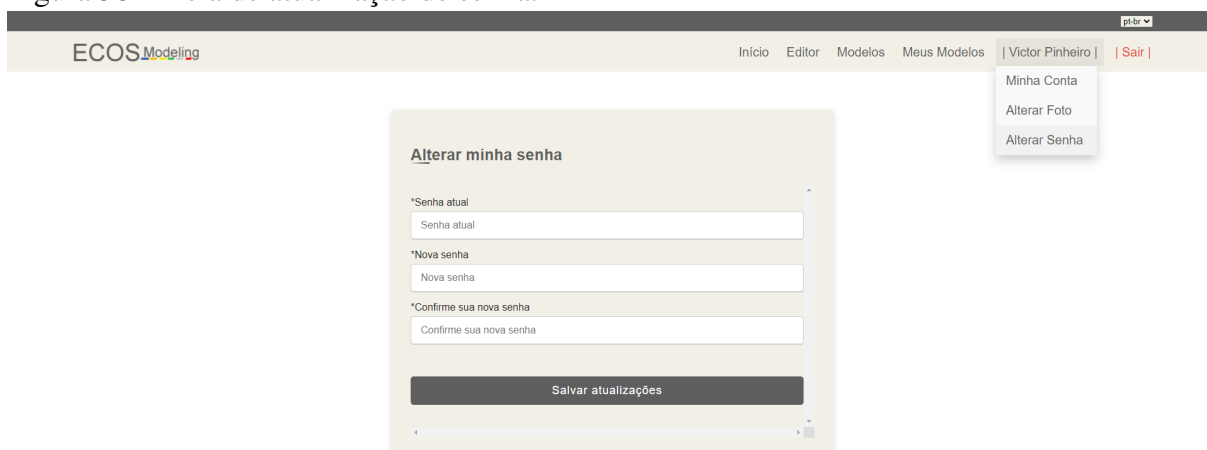 pt-br
ECOS Modeling
Início Editor Modelos Meus Modelos | Victor Pinheiro | | Sair |
Minha Conta
Alterar Foto
Alterar Senha
Alterar minha senha
*Senha atual
Senha atual
*Nova senha
Nova senha
*Confirme sua nova senha
Confirme sua nova senha
Salvar atualizações